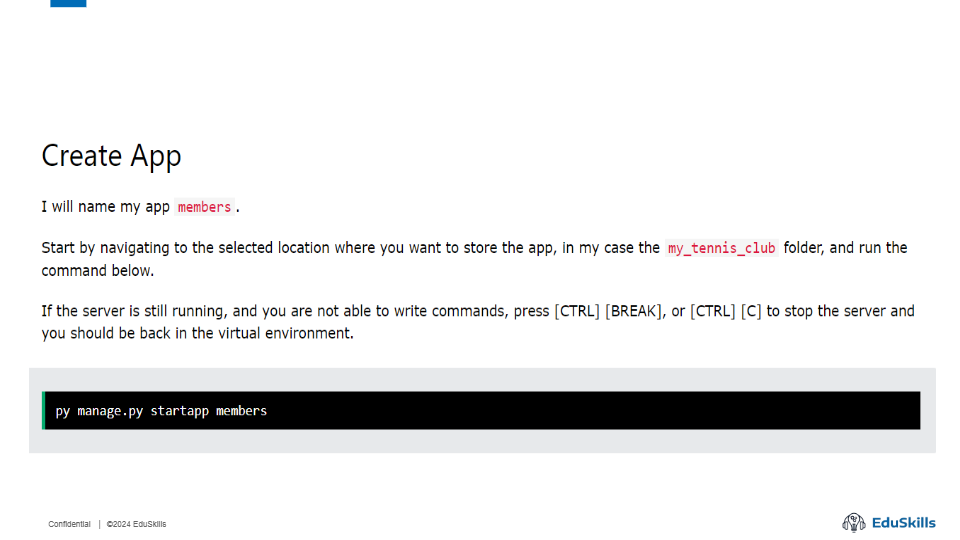 Create App
I will name my app members.
Start by navigating to the selected location where you want to store the app, in my case the my_tennis_club folder, and run the
command below.
If the server is still running, and you are not able to write commands, press [CTRL] [BREAK], or [CTRL] [C] to stop the server and
you should be back in the virtual environment.
py manage.py startapp members
Confidential | ©2024 EduSkills
EduSkills